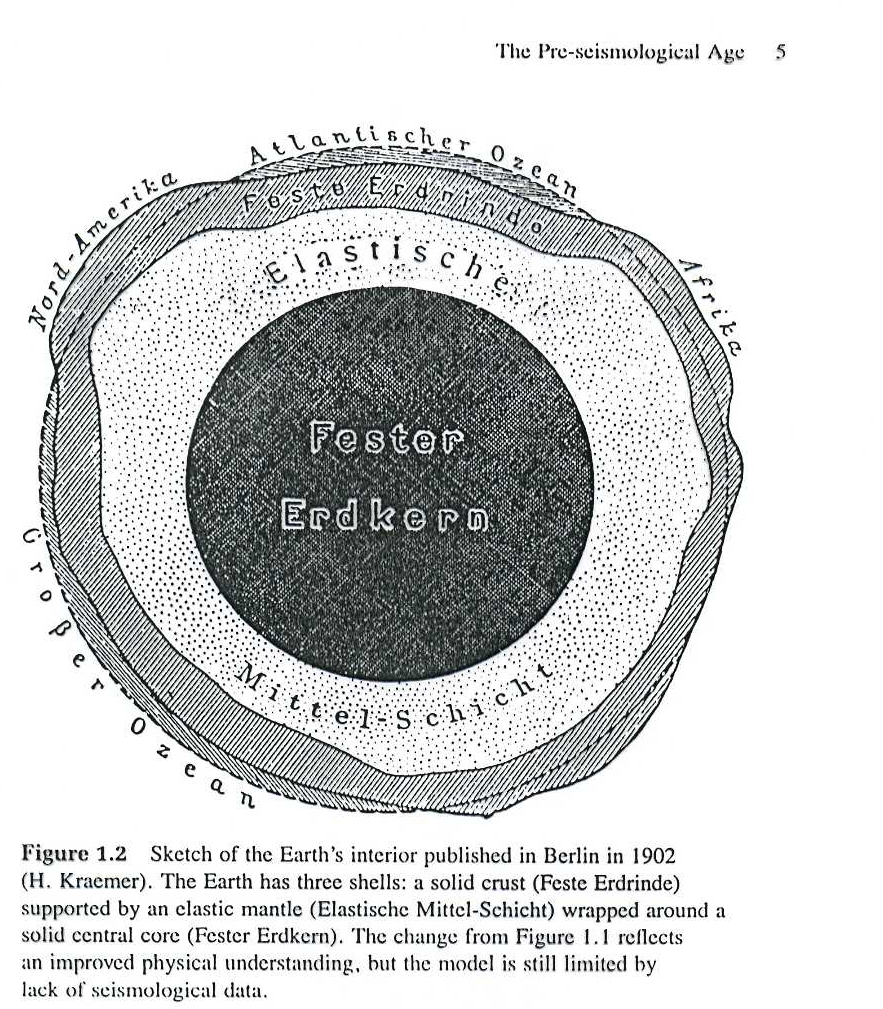 The Pre-seismological Age 5
Atlantischer Ozean
Nord-Amerika
Feste Erdrinde
Afrika
Elastische
Fester
Erdkern
Mittel-Schicht
Großer Ozean
Figure 1.2 Sketch of the Earth's interior published in Berlin in 1902
(H. Kraemer). The Earth has three shells: a solid crust (Feste Erdrinde)
supported by an elastic mantle (Elastische Mittel-Schicht) wrapped around a
solid central core (Fester Erdkern). The change from Figure 1.1 reflects
an improved physical understanding, but the model is still limited by
lack of seismological data.